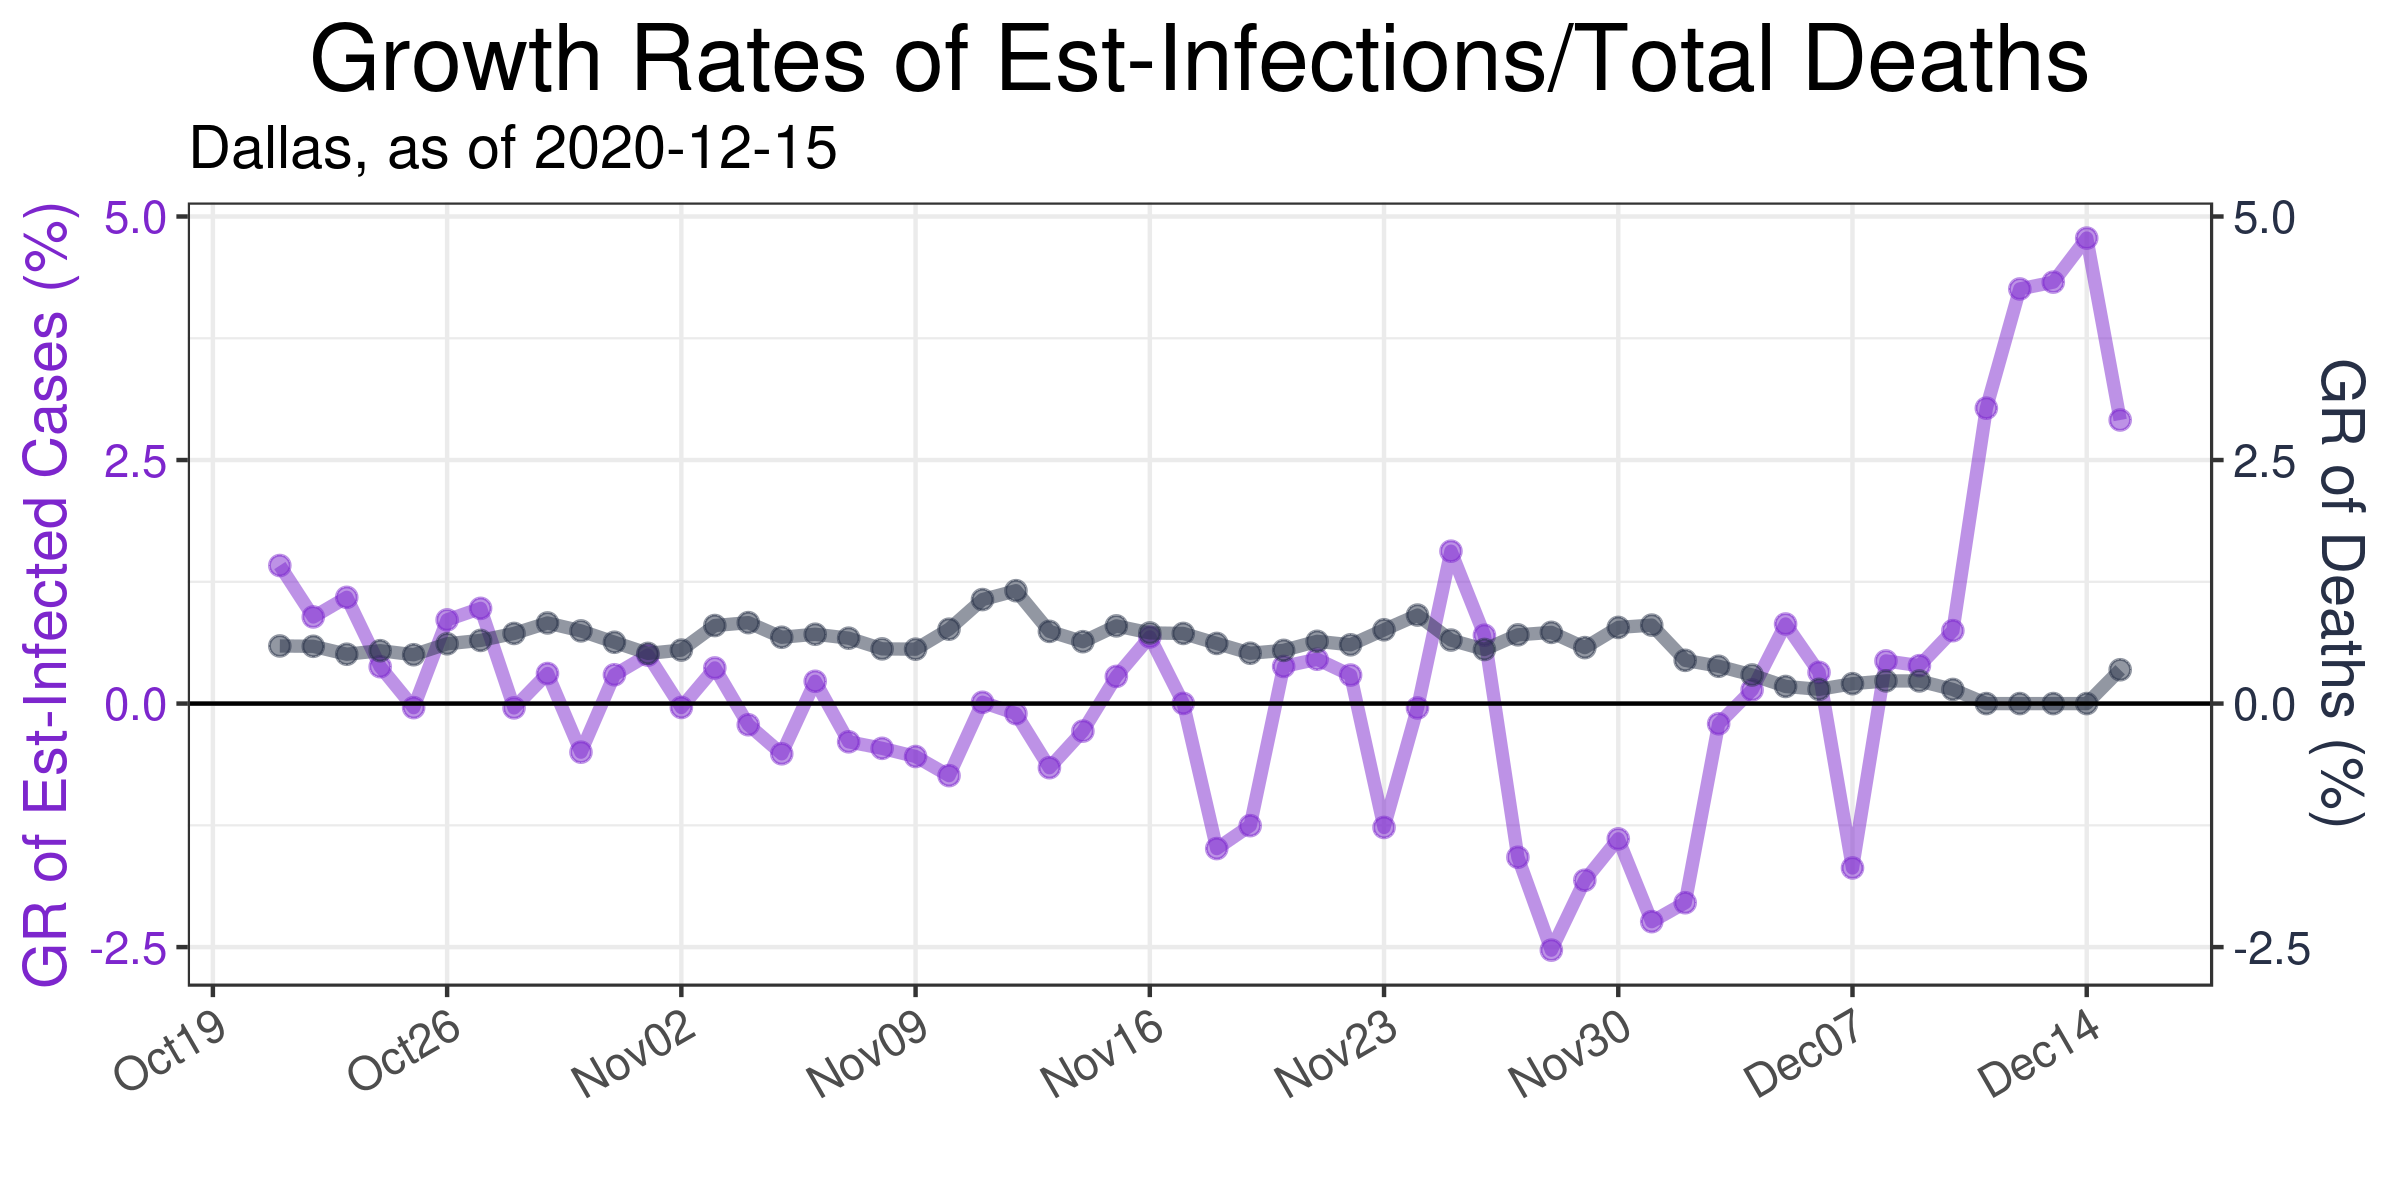 Growth Rates of Est-Infections/Total Deaths
Dallas, as of 2020-12-15
GR of Est-Infected Cases (%)
5.0
2.5
0.0
-2.5
5.0
2.5
0.0
-2.5
GR of Deaths (%)
Oct19
Oct26
Nov02
Nov09
Nov16
Nov23
Nov30
Dec07
Dec14